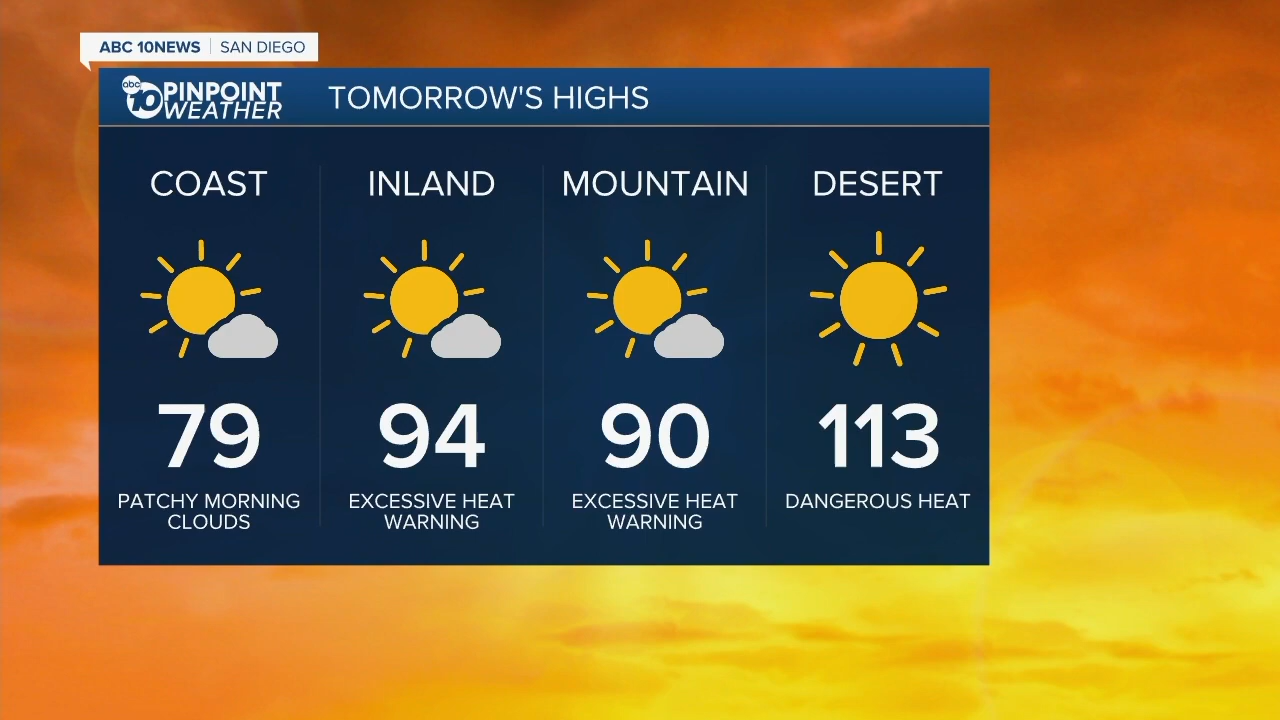 ABC 10NEWS | SAN DIEGO
abc 10 PINPOINT WEATHER
TOMORROW'S HIGHS
COAST
79
PATCHY MORNING
CLOUDS
INLAND
94
EXCESSIVE HEAT
WARNING
MOUNTAIN
90
EXCESSIVE HEAT
WARNING
DESERT
113
DANGEROUS HEAT